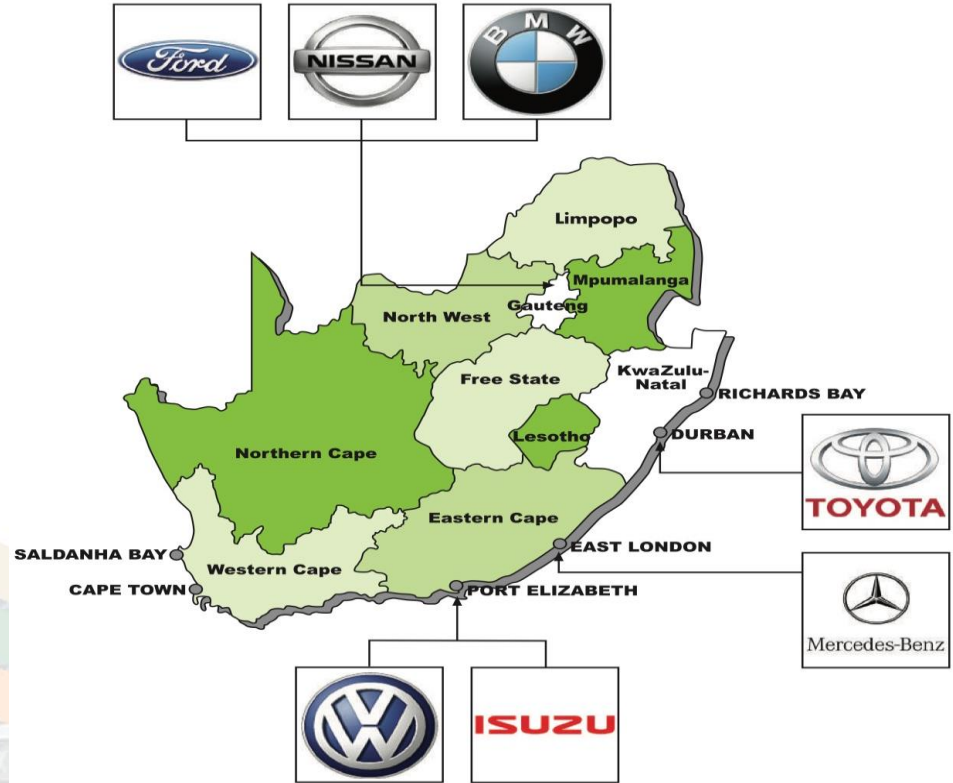 Ford
NISSAN
BMW
Limpopo
Mpumalanga
Gauteng
North West
KwaZulu-
Natal
Free State
RICHARDS BAY
Lesotho
DURBAN
Northern Cape
TOYOTA
Eastern Cape
EAST LONDON
SALDANHA BAY
Western Cape
CAPE TOWN
PORT ELIZABETH
Mercedes-Benz
VW
ISUZU